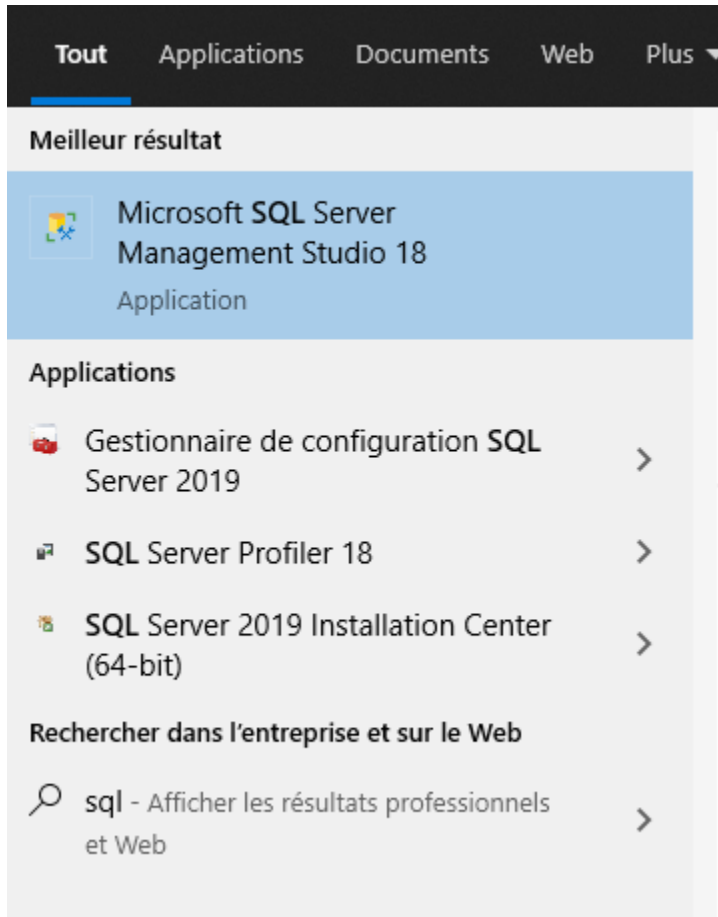 Tout Applications Documents Web Plus
Meilleur résultat
Microsoft SQL Server
Management Studio 18
Application
Applications
Gestionnaire de configuration SQL
Server 2019
SQL Server Profiler 18
SQL Server 2019 Installation Center
(64-bit)
Rechercher dans l'entreprise et sur le Web
sql - Afficher les résultats professionnels
et Web